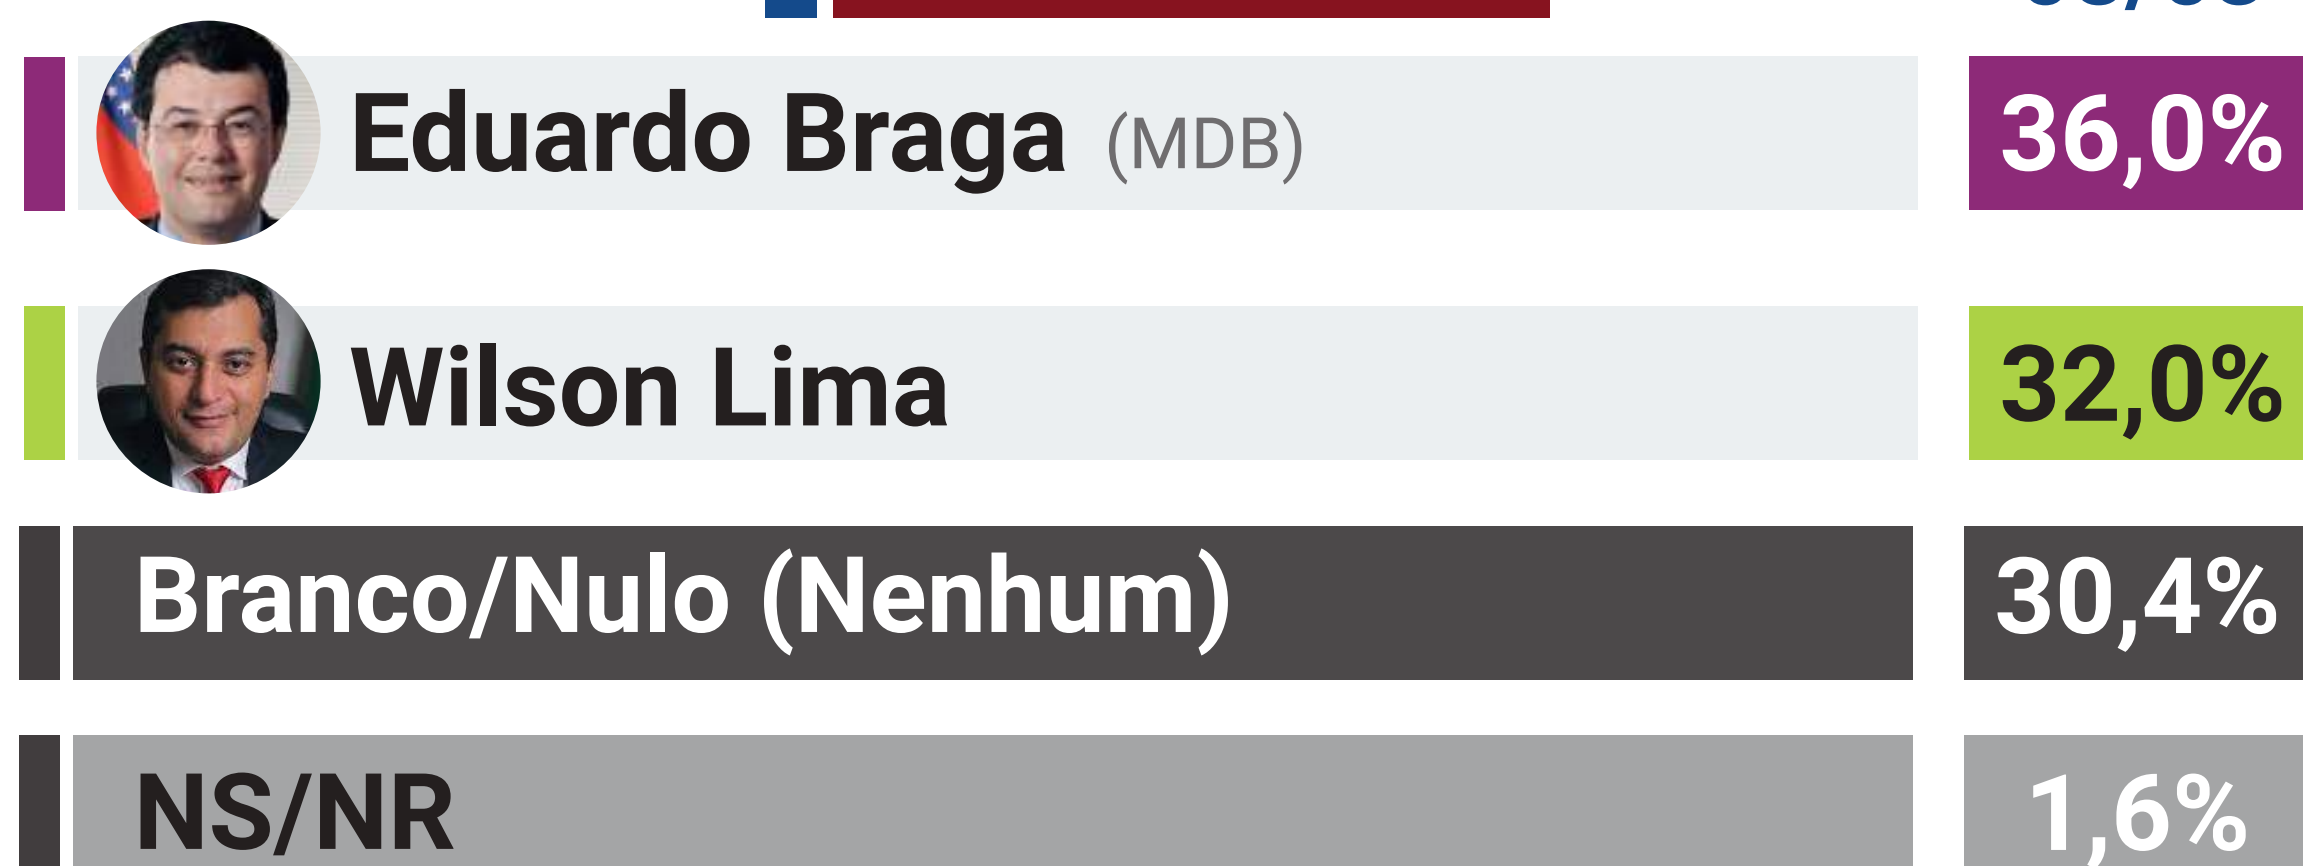 Eduardo Braga (MDB) 36,0%
Wilson Lima 32,0%
Branco/Nulo (Nenhum) 30,4%
NS/NR 1,6%